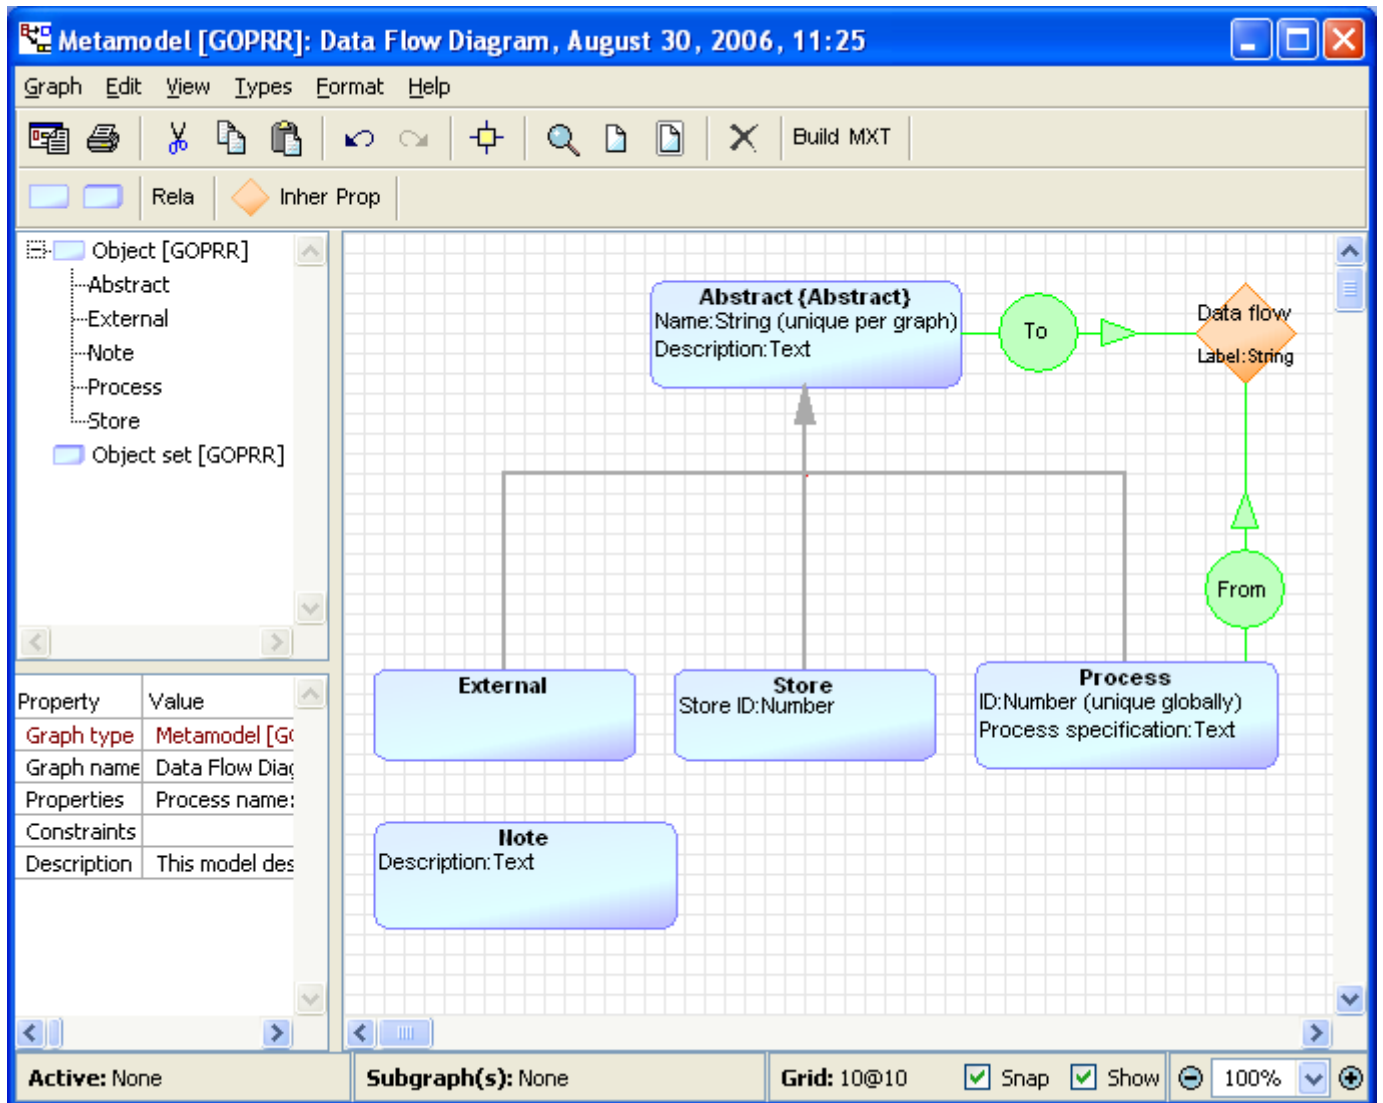 Metamodel [GOPRR]: Data Flow Diagram, August 30, 2006, 11:25
Graph Edit View Types Format Help
Build MXT
Rela Inher Prop
Object [GOPRR]
Abstract
External
Note
Process
Store
Object set [GOPRR]
Property Value
Graph type Metamodel [GO
Graph name Data Flow Diag
Properties Process name:
Constraints
Description This model des
Abstract {Abstract}
Name:String (unique per graph)
Description:Text
To
Data flow
Label:String
From
External
Store
Store ID:Number
Process
ID:Number (unique globally)
Process specification:Text
Note
Description:Text
Active: None Subgraph(s): None Grid: 10@10 Snap Show 100%